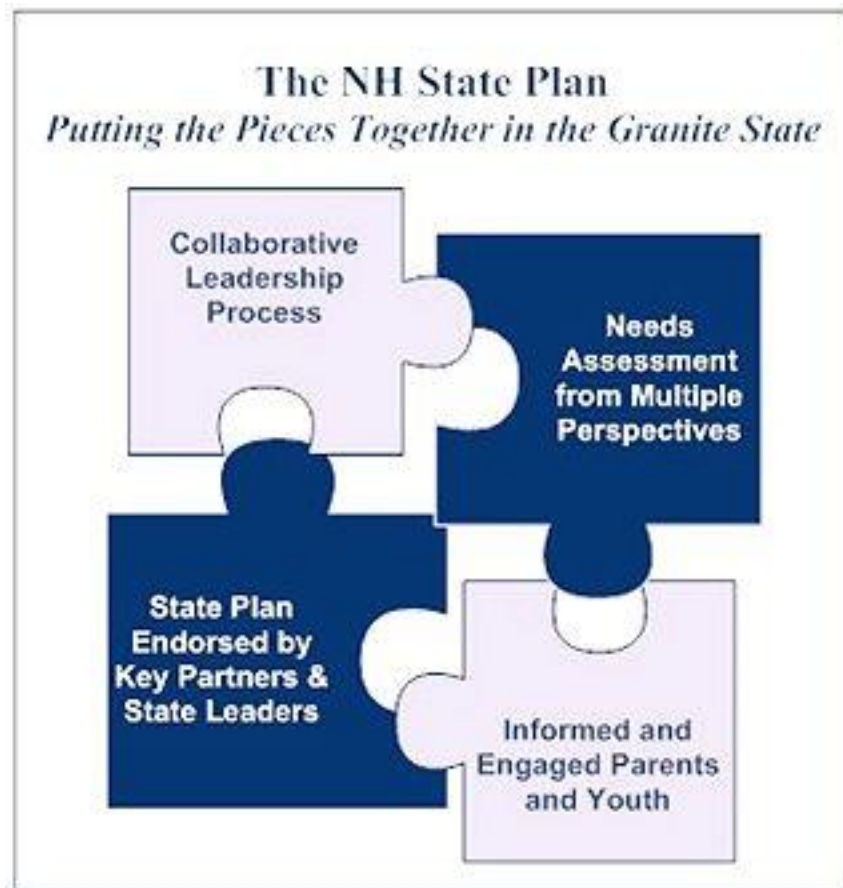 The NH State Plan
Putting the Pieces Together in the Granite State
Collaborative
Leadership
Process
Needs
Assessment
from Multiple
Perspectives
State Plan
Endorsed by
Key Partners &
State Leaders
Informed and
Engaged Parents
and Youth